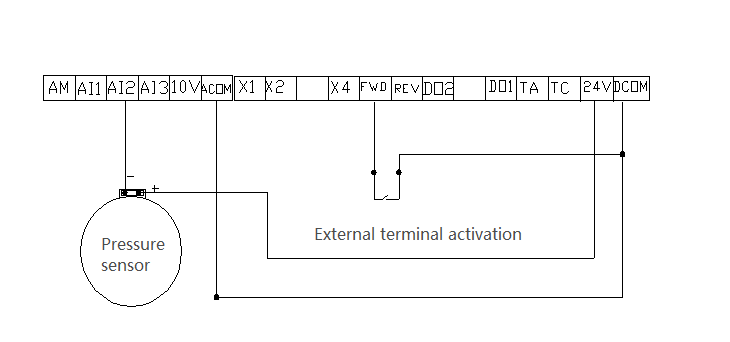 AM AI1 AI2 AI3 10V ACOM X1 X2 X4 FWD REV DO2 DO1 TA TC 24V DCOM
- +
External terminal activation
Pressure
sensor